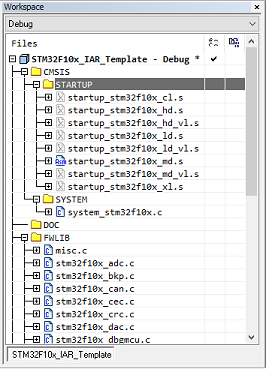 Workspace
Debug
Files
STM32F10x_IAR_Template - Debug *
CMSIS
STARTUP
startup_stm32f10x_cl.s
startup_stm32f10x_hd.s
startup_stm32f10x_hd_vl.s
startup_stm32f10x_ld.s
startup_stm32f10x_ld_vl.s
startup_stm32f10x_md.s
startup_stm32f10x_md_vl.s
startup_stm32f10x_xl.s
SYSTEM
system_stm32f10x.c
DOC
FWLIB
misc.c
stm32f10x_adc.c
stm32f10x_bkp.c
stm32f10x_can.c
stm32f10x_cec.c
stm32f10x_crc.c
stm32f10x_dac.c
stm32f10x_dbgmcu.c
STM32F10x_IAR_Template